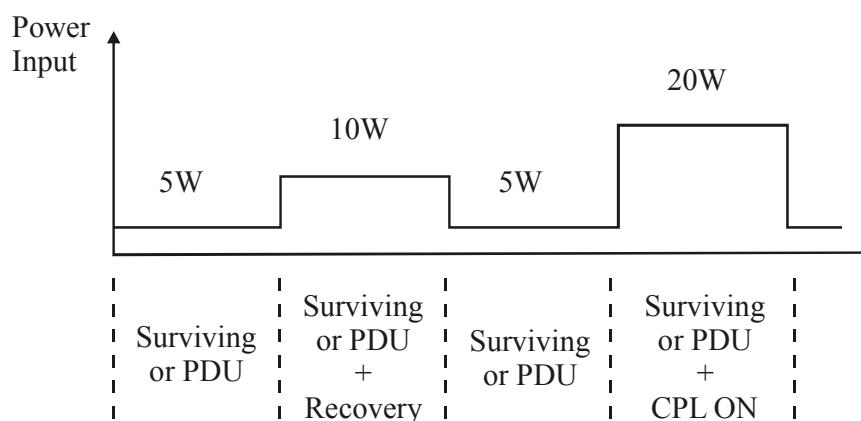 Power
Input
20W
10W
5W
5W
Surviving
or PDU
Surviving
or PDU
+
Recovery
Surviving
or PDU
Surviving
or PDU
+
CPL ON